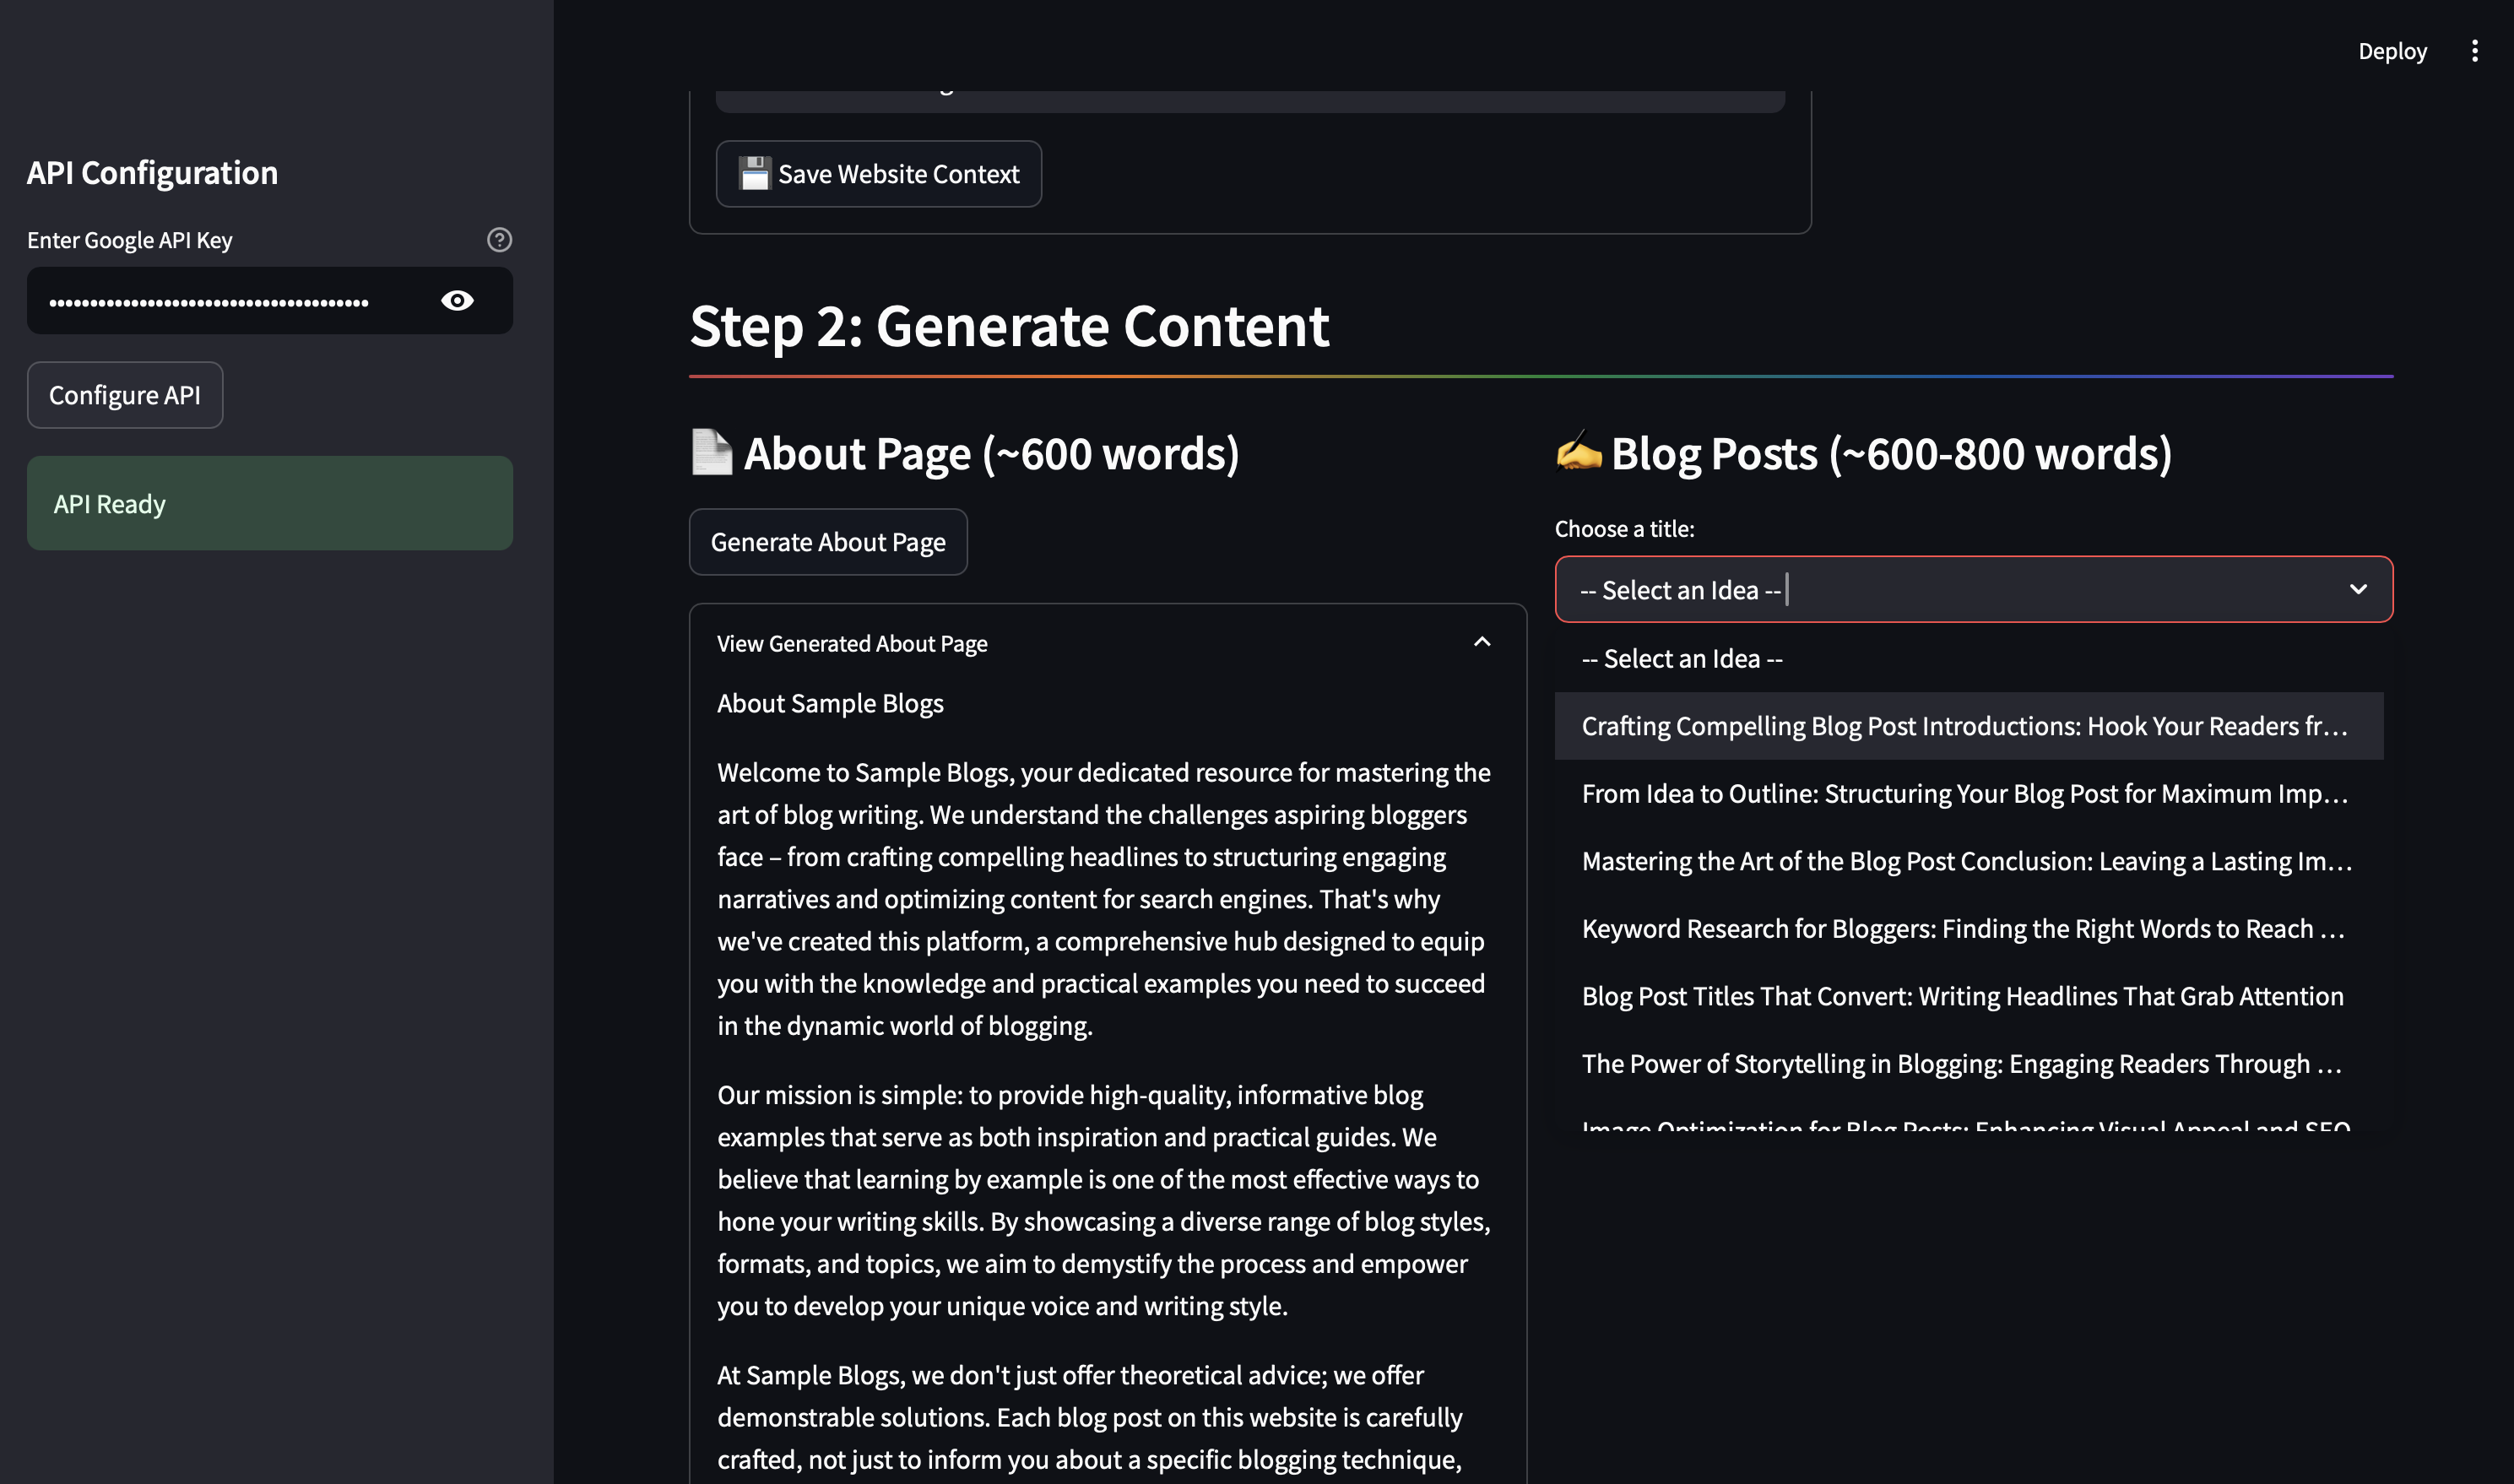 Deploy
API Configuration
Enter Google API Key
Configure API
API Ready
Save Website Context
Step 2: Generate Content
About Page (~600 words)
Generate About Page
View Generated About Page
About Sample Blogs
Welcome to Sample Blogs, your dedicated resource for mastering the
art of blog writing. We understand the challenges aspiring bloggers
face – from crafting compelling headlines to structuring engaging
narratives and optimizing content for search engines. That's why
we've created this platform, a comprehensive hub designed to equip
you with the knowledge and practical examples you need to succeed
in the dynamic world of blogging.
Our mission is simple: to provide high-quality, informative blog
examples that serve as both inspiration and practical guides. We
believe that learning by example is one of the most effective ways to
hone your writing skills. By showcasing a diverse range of blog styles,
formats, and topics, we aim to demystify the process and empower
you to develop your unique voice and writing style.
At Sample Blogs, we don't just offer theoretical advice; we offer
demonstrable solutions. Each blog post on this website is carefully
crafted, not just to inform you about a specific blogging technique,
Blog Posts (~600-800 words)
Choose a title:
-- Select an Idea --
-- Select an Idea --
Crafting Compelling Blog Post Introductions: Hook Your Readers fr…
From Idea to Outline: Structuring Your Blog Post for Maximum Imp…
Mastering the Art of the Blog Post Conclusion: Leaving a Lasting Im…
Keyword Research for Bloggers: Finding the Right Words to Reach …
Blog Post Titles That Convert: Writing Headlines That Grab Attention
The Power of Storytelling in Blogging: Engaging Readers Through …
Image Optimization for Blog Posts: Enhancing Visual Appeal and SEO